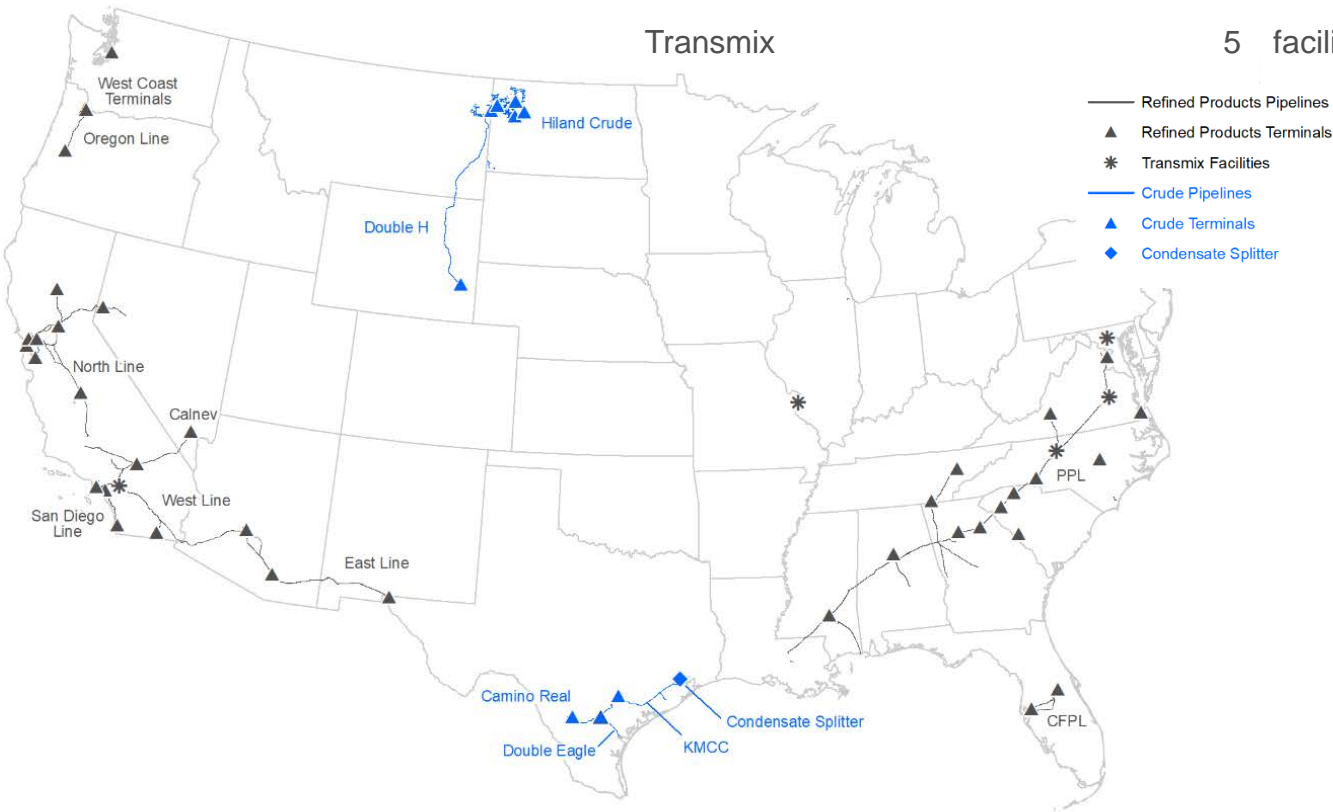 Transmix 5 facili
Refined Products Pipelines
Refined Products Terminals
Transmix Facilities
Crude Pipelines
Crude Terminals
Condensate Splitter
West Coast
Terminals
Oregon Line
Hiland Crude
Double H
North Line
Calnev
West Line
San Diego
Line
East Line
PPL
Camino Real
Condensate Splitter
Double Eagle
KMCC
CFPL